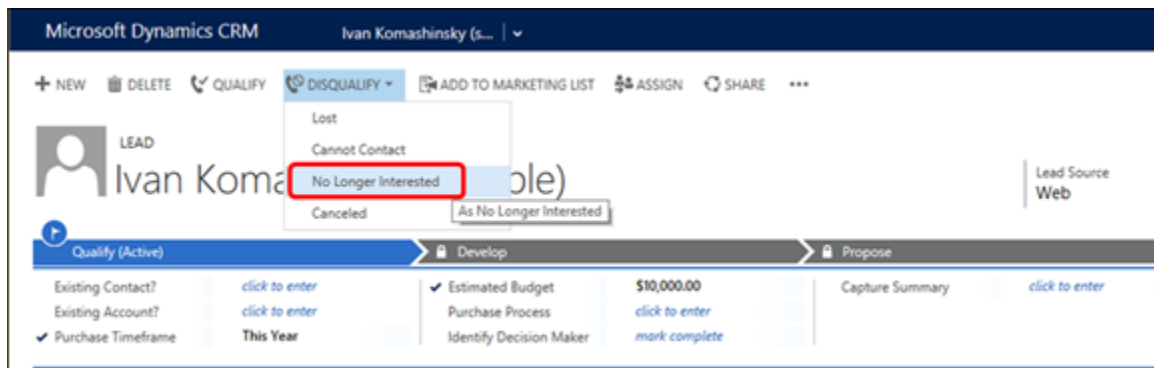 Microsoft Dynamics CRM Ivan Komashinsky (s...
NEW DELETE QUALIFY DISQUALIFY ADD TO MARKETING LIST ASSIGN SHARE ...
Lost
LEAD
Cannot Contact
Ivan Koma ple)
No Longer Interested
Lead Source
Web
Canceled
As No Longer Interested
Qualify (Active) Develop Propose
Existing Contact? click to enter Estimated Budget $10,000.00 Capture Summary click to enter
Existing Account? click to enter Purchase Process click to enter
Purchase Timeframe This Year Identify Decision Maker mark complete